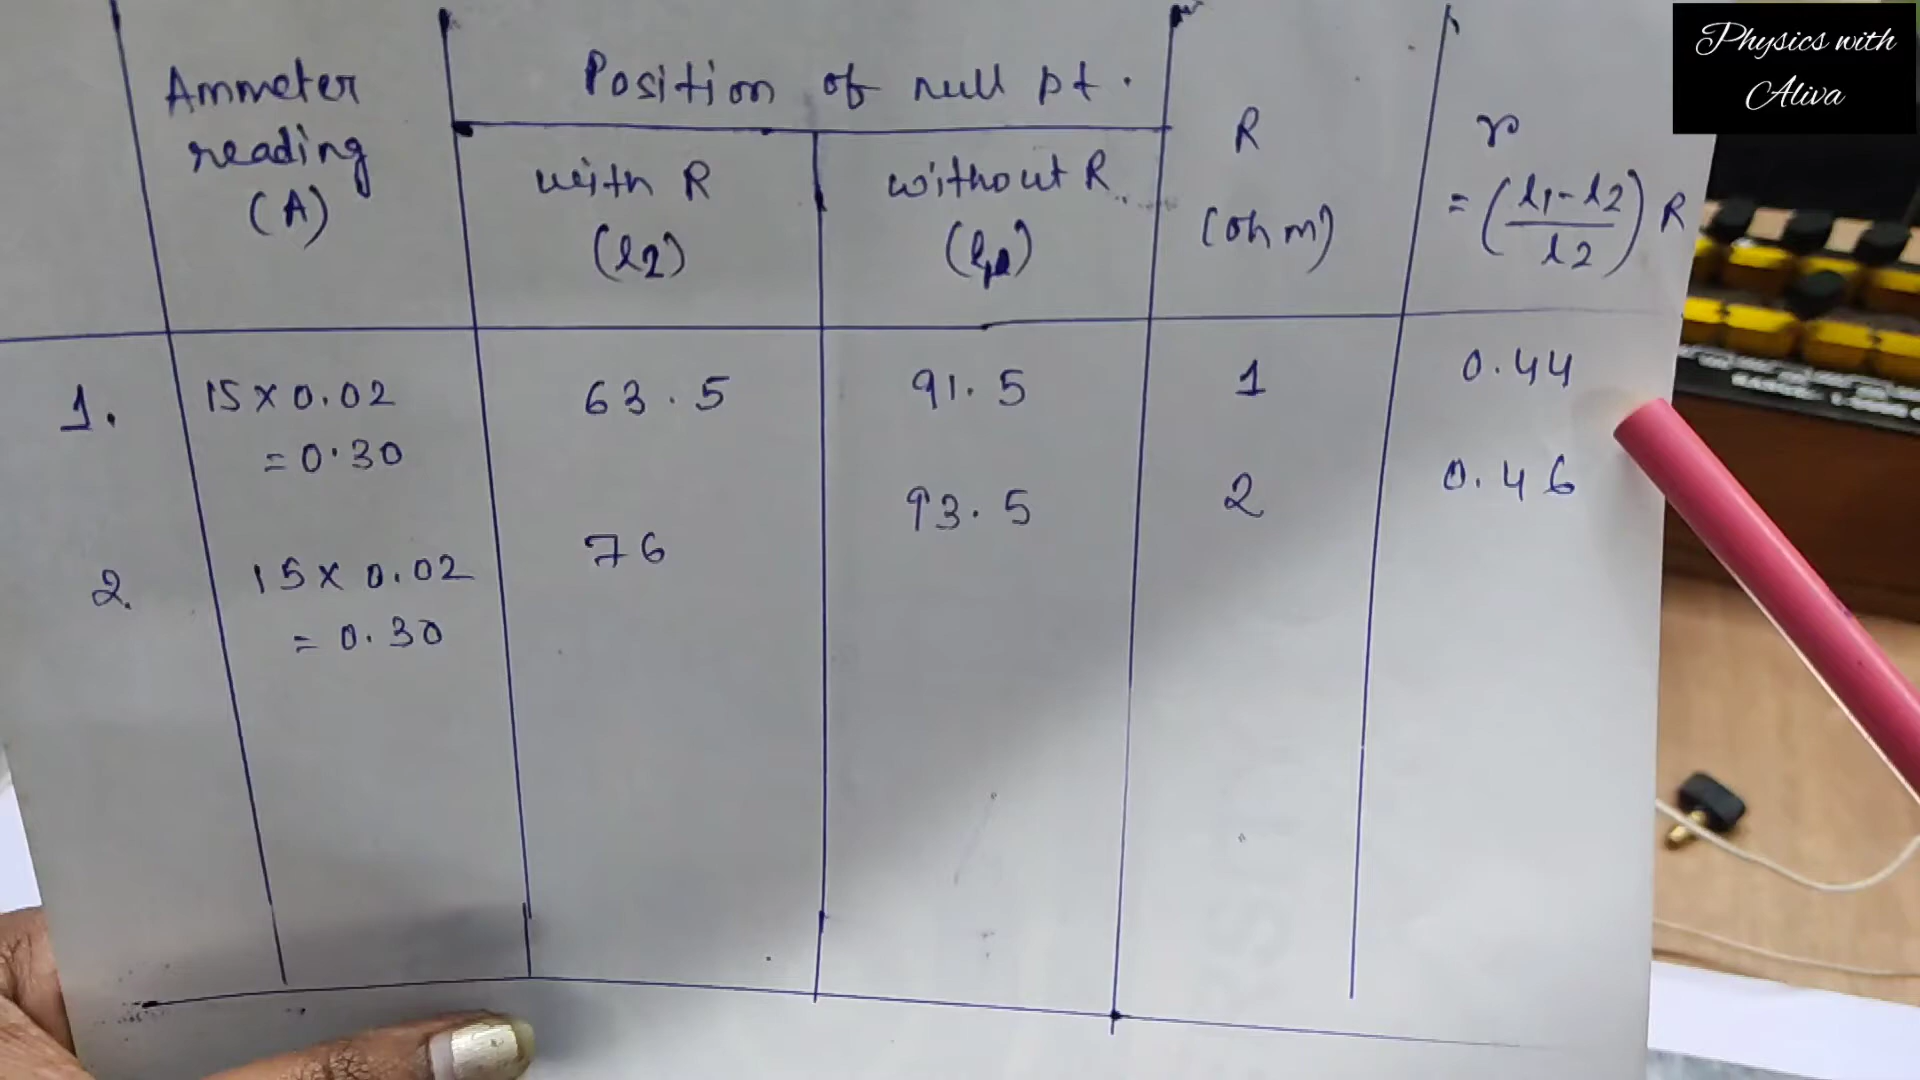 Physics with
Aliva
Ammeter
reading
(A)
Position of null pt.
with R
(l2)
without R
(l1)
R
(ohm)
r
= (l1-l2/l2) R
1.
15 x 0.02
= 0.30
63.5
91.5
1
0.44
2.
15 x 0.02
= 0.30
76
93.5
2
0.46